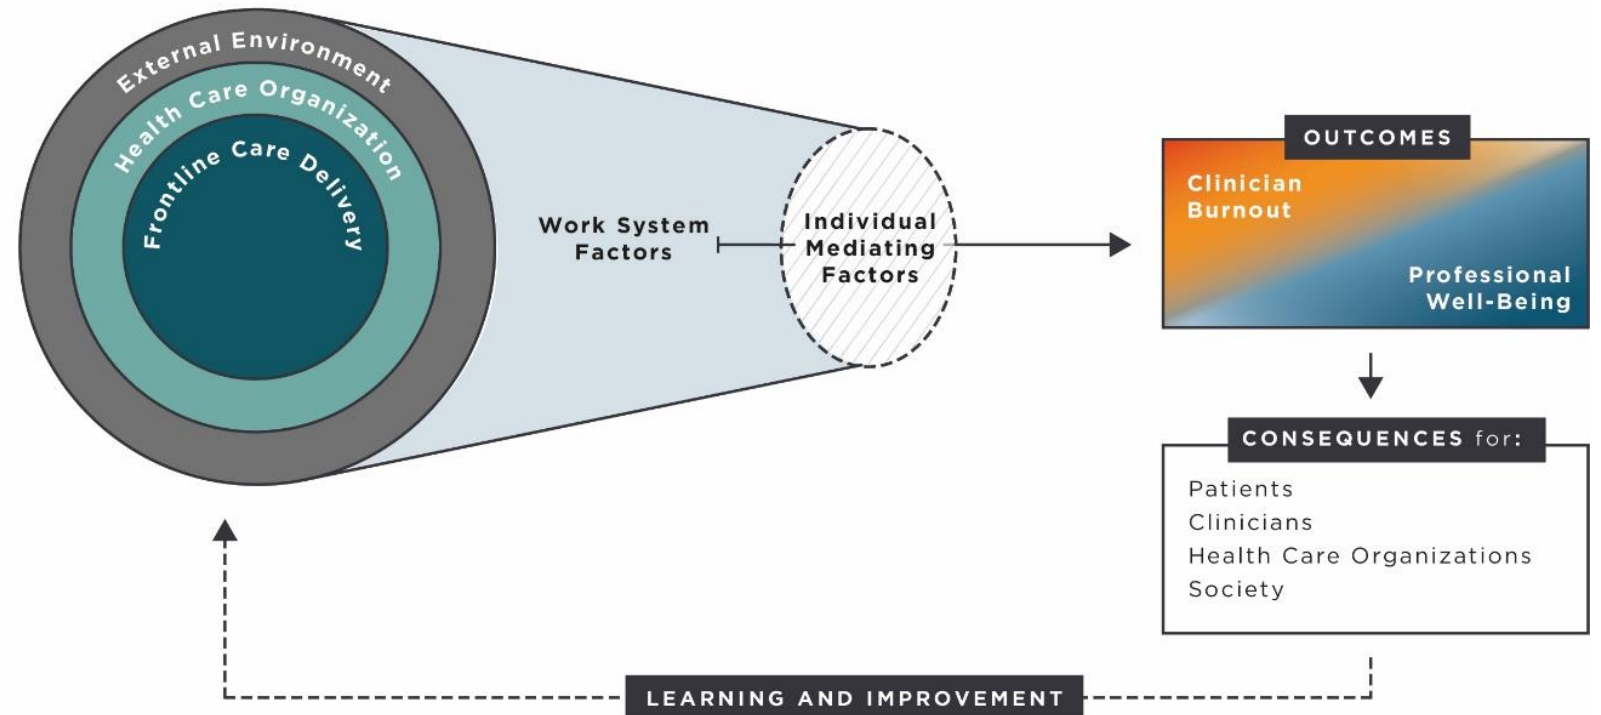 External Environment
Health Care Organization
Frontline Care Delivery
Work System
Factors
Individual
Mediating
Factors
OUTCOMES
Clinician
Burnout
Professional
Well-Being
CONSEQUENCES for:
Patients
Clinicians
Health Care Organizations
Society
LEARNING AND IMPROVEMENT